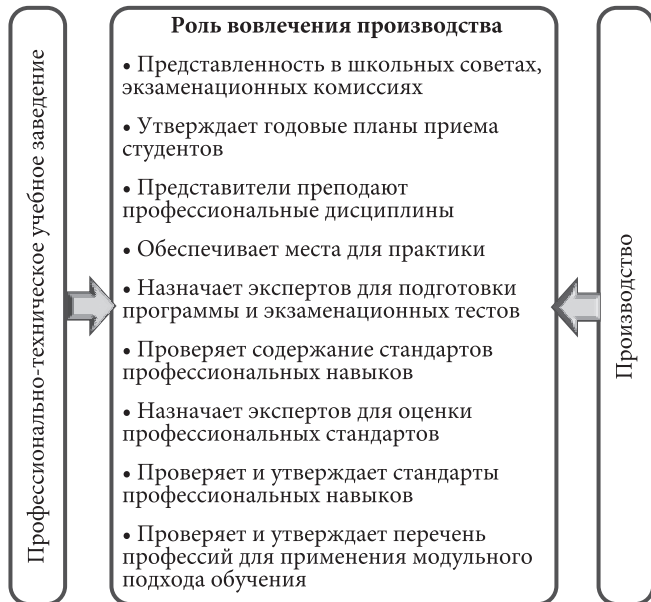 Профессионально-техническое учебное заведение
Роль вовлечения производства
• Представленность в школьных советах,
экзаменационных комиссиях
• Утверждает годовые планы приема
студентов
• Представители преподают
профессиональные дисциплины
• Обеспечивает места для практики
• Назначает экспертов для подготовки
программы и экзаменационных тестов
• Проверяет содержание стандартов
профессиональных навыков
• Назначает экспертов для оценки
профессиональных стандартов
• Проверяет и утверждает стандарты
профессиональных навыков
• Проверяет и утверждает перечень
профессий для применения модульного
подхода обучения
Производство